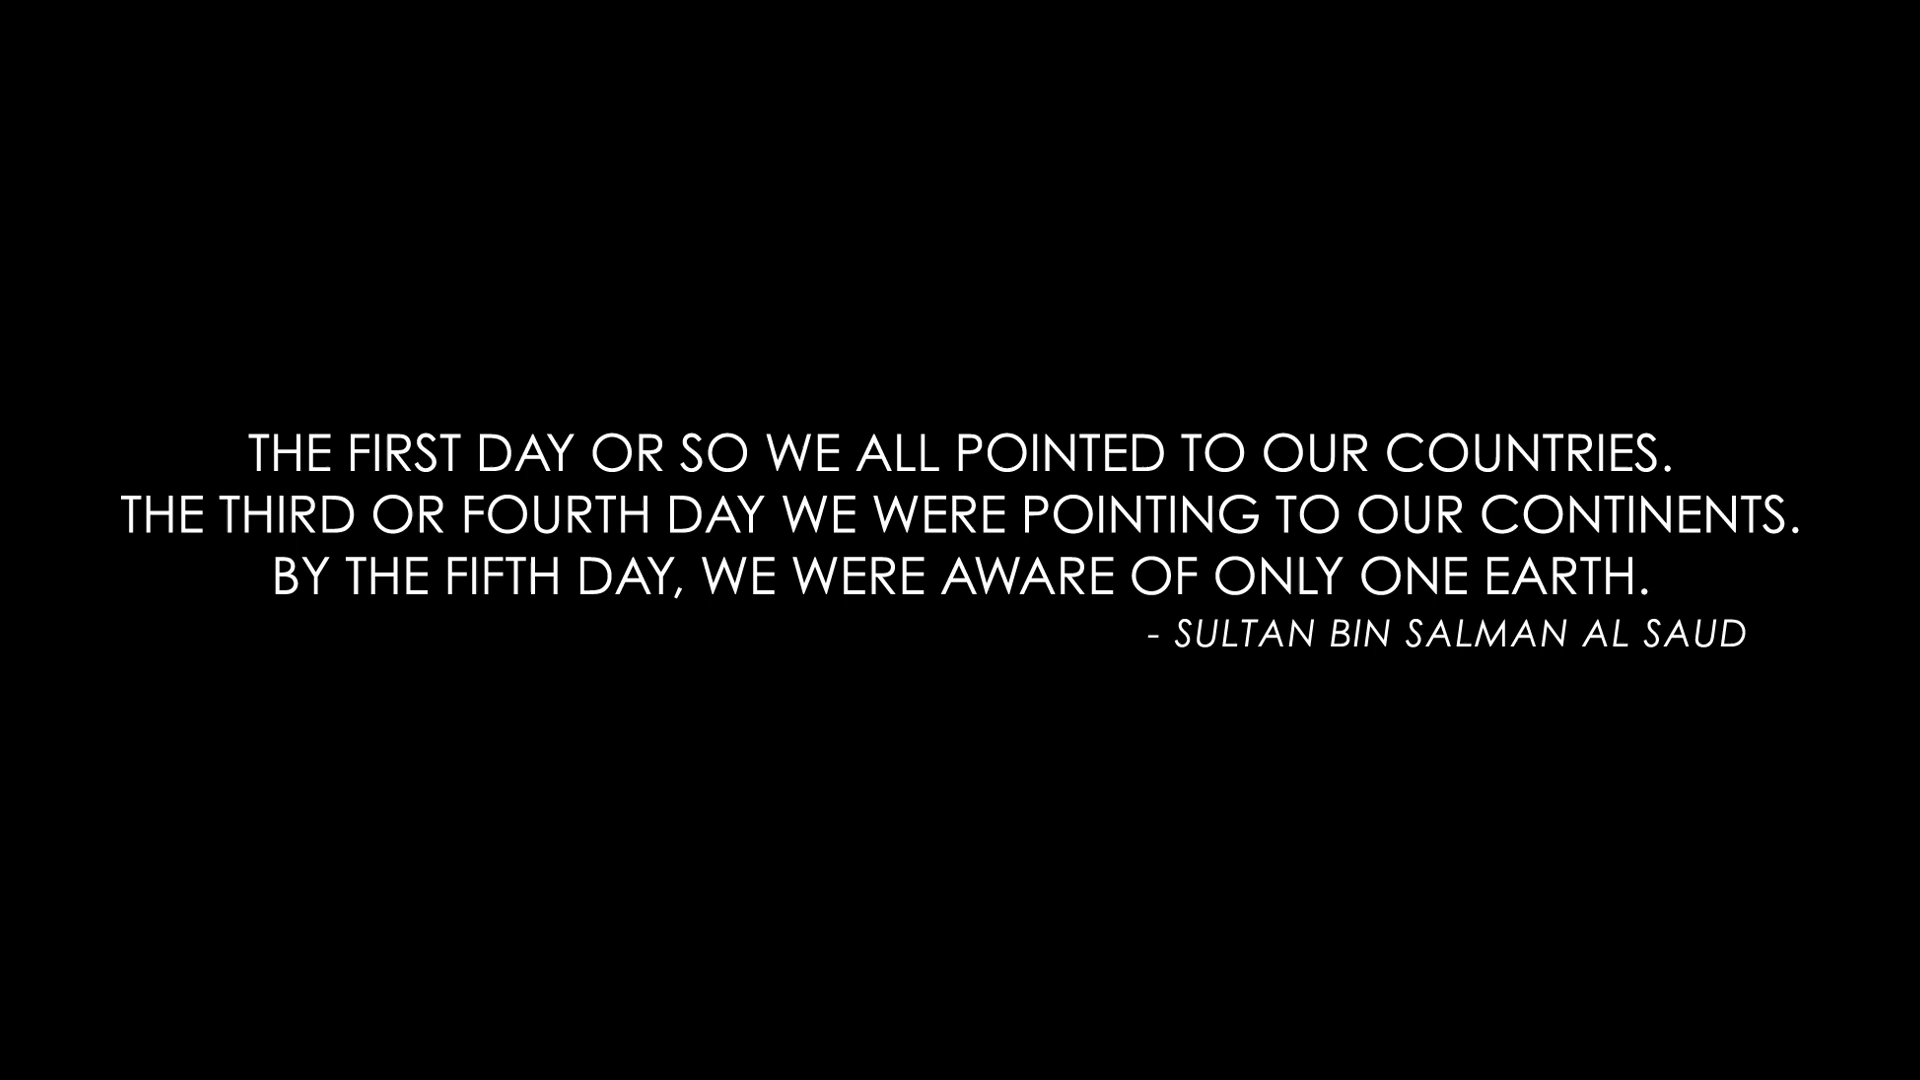 THE FIRST DAY OR SO WE ALL POINTED TO OUR COUNTRIES.
THE THIRD OR FOURTH DAY WE WERE POINTING TO OUR CONTINENTS.
BY THE FIFTH DAY, WE WERE AWARE OF ONLY ONE EARTH.
- SULTAN BIN SALMAN AL SAUD